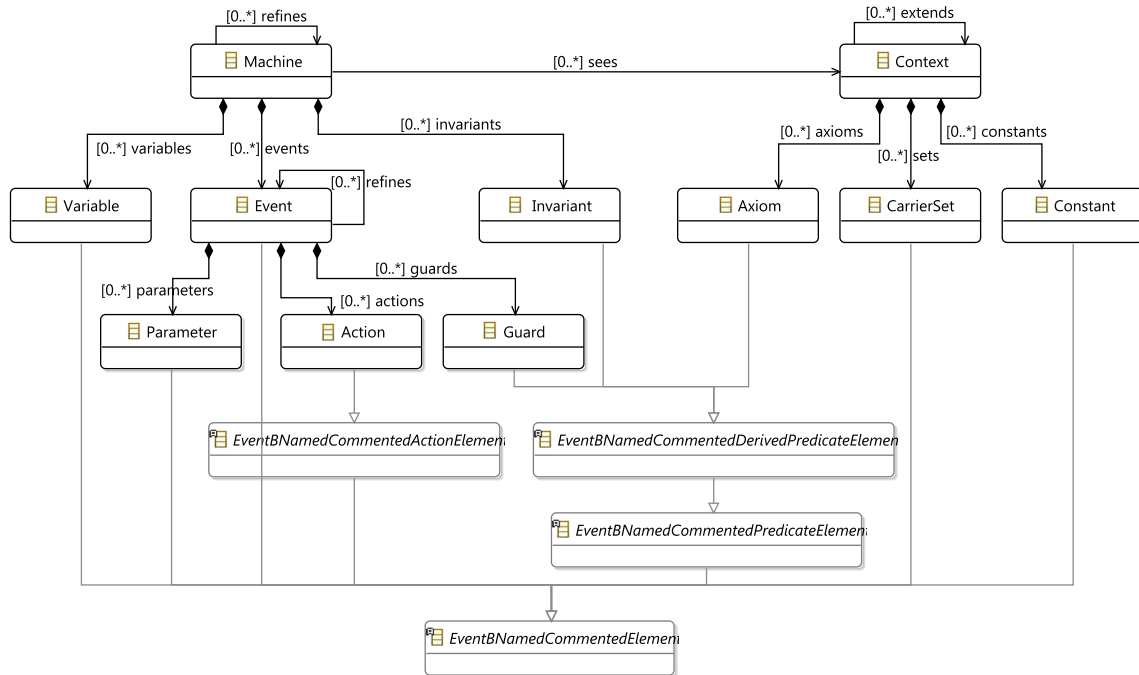 [0..*] refines
[0..*] extends
Machine
[0..*] sees
Context
[0..*] variables
[0..*] events
[0..*] invariants
[0..*] axioms
[0..*] sets
[0..*] constants
[0..*] refines
Variable
Event
Invariant
Axiom
CarrierSet
Constant
[0..*] parameters
[0..*] actions
[0..*] guards
Parameter
Action
Guard
EventBNamedCommentedActionElement
EventBNamedCommentedDerivedPredicateElemen
EventBNamedCommentedPredicateElemen
EventBNamedCommentedElement